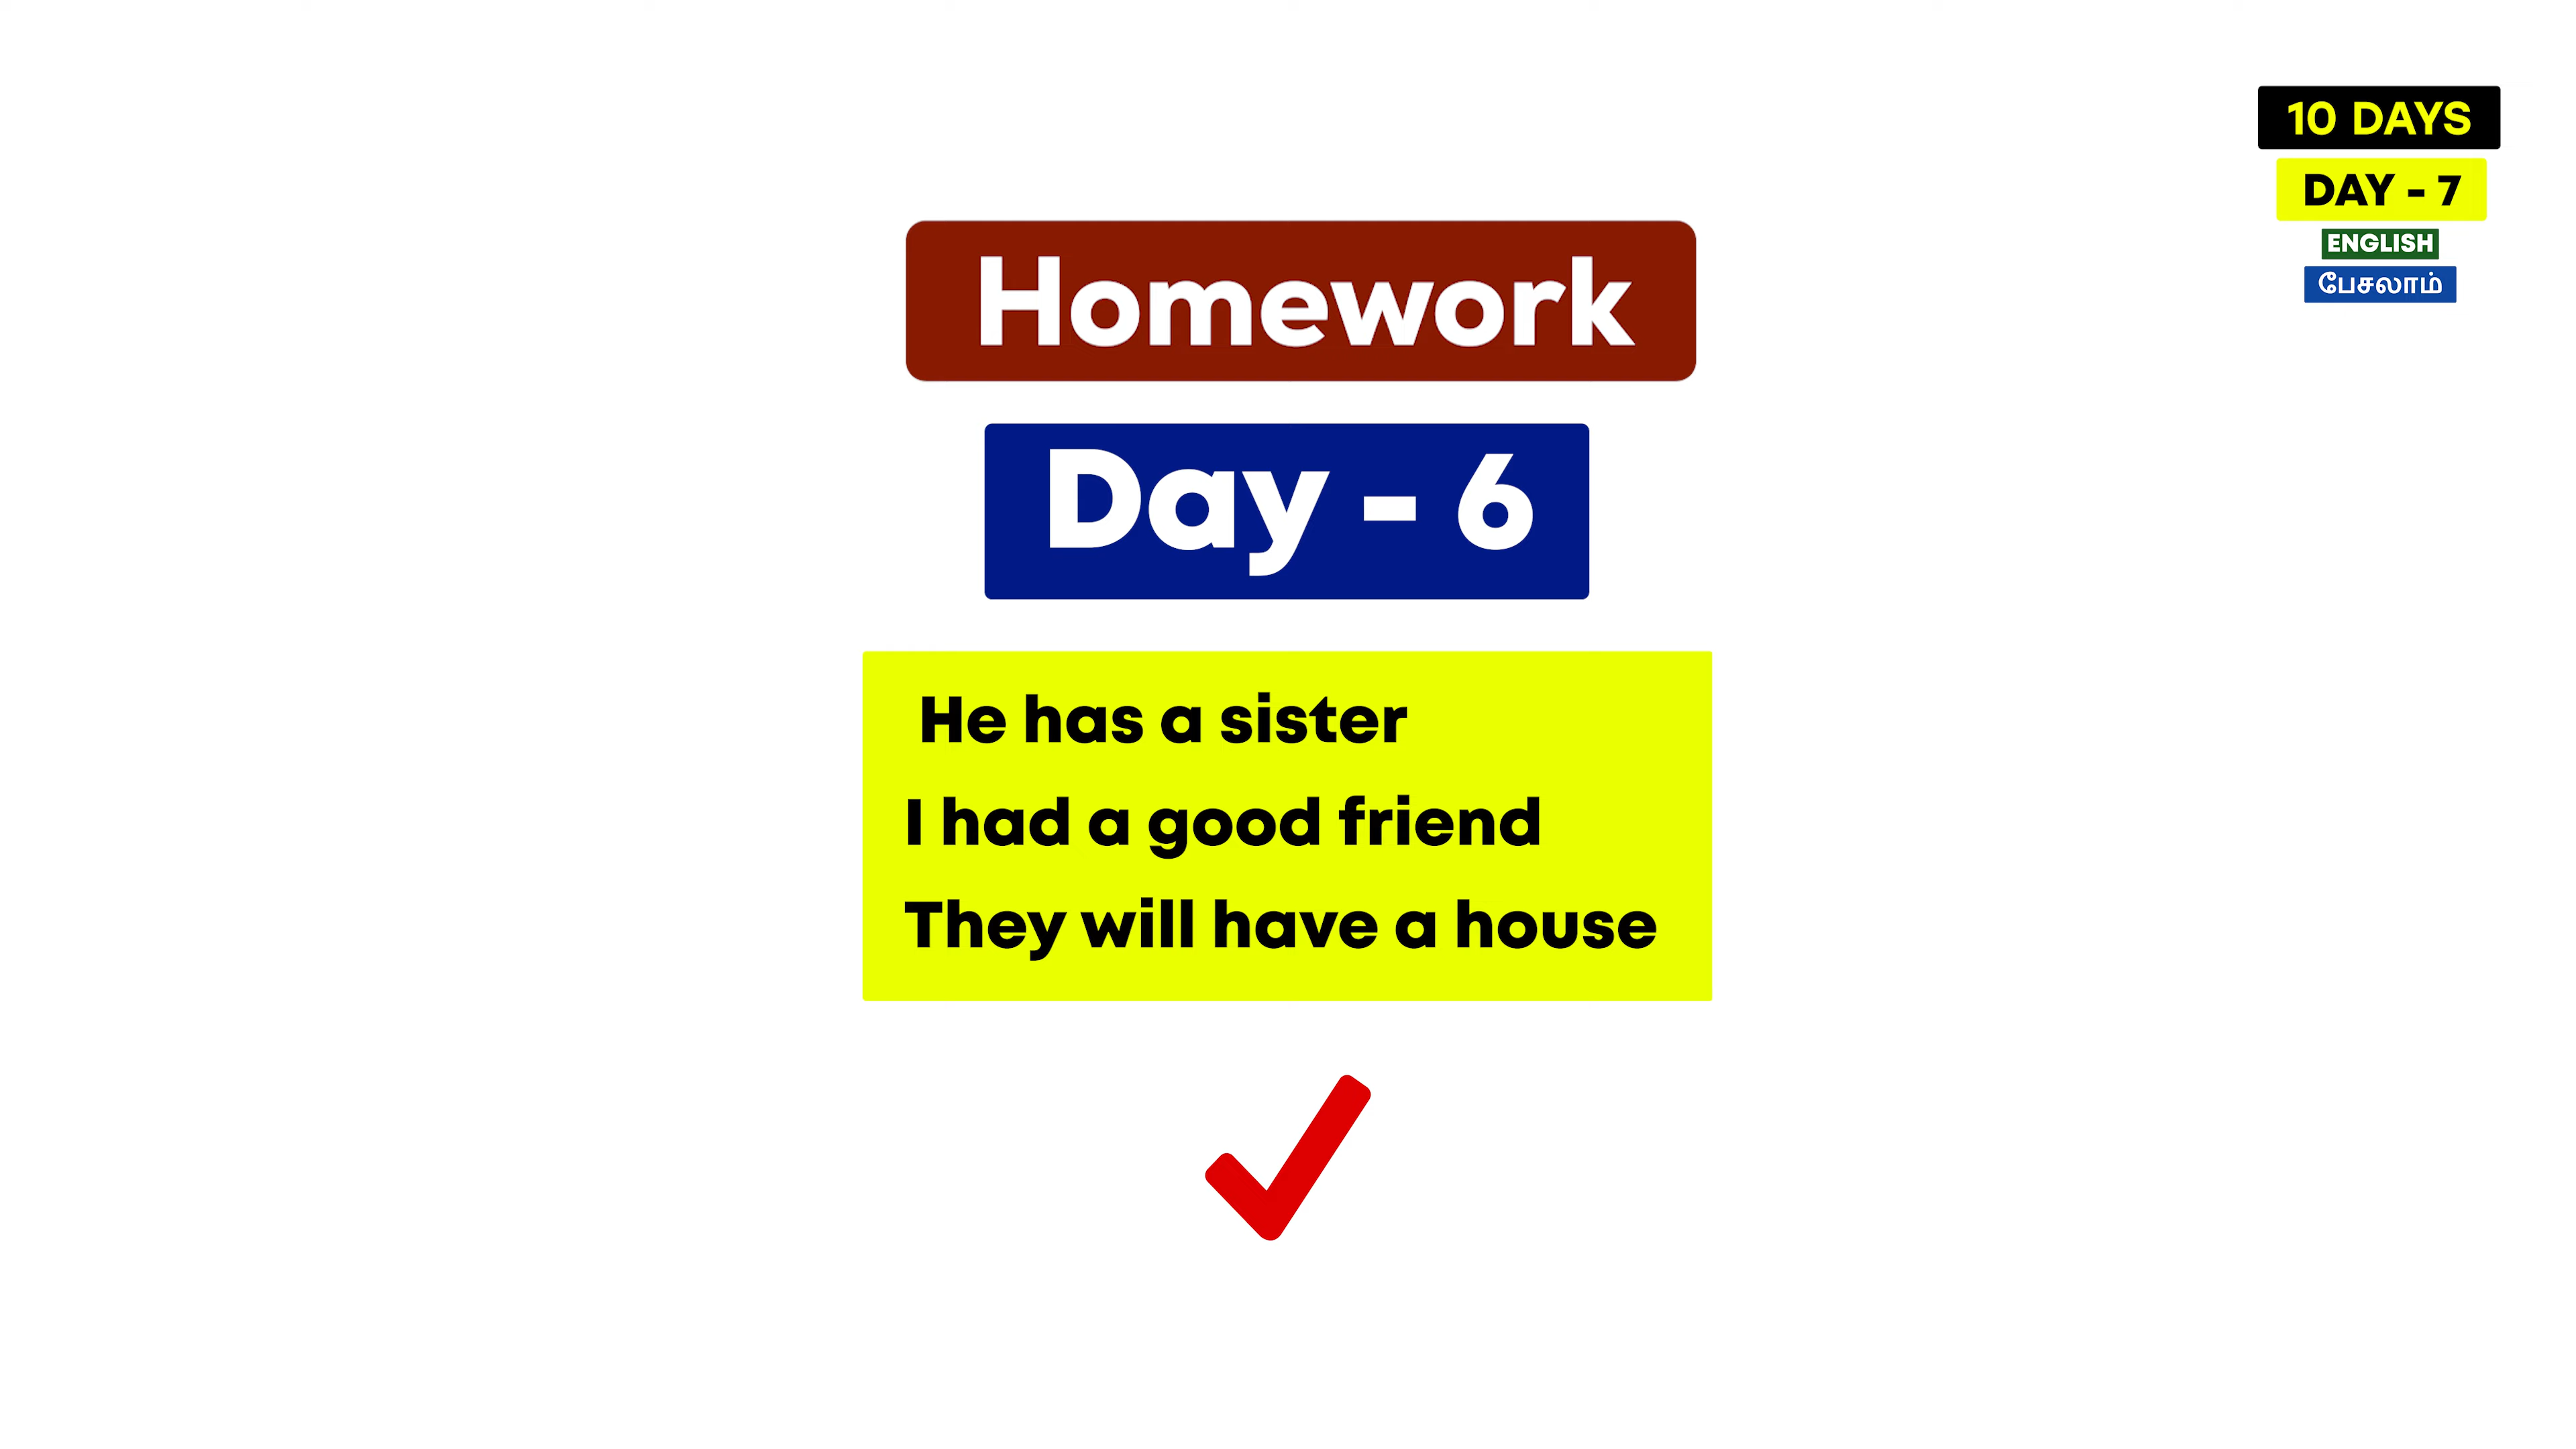 10 DAYS
DAY - 7
ENGLISH
பேசலாம்
Homework
Day - 6
He has a sister
I had a good friend
They will have a house